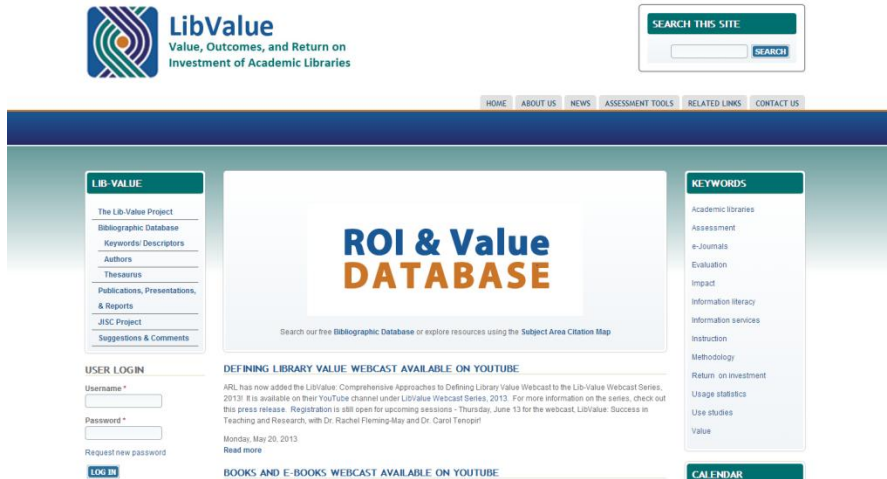 LibValue
Value, Outcomes, and Return on
Investment of Academic Libraries
SEARCH THIS SITE
SEARCH
HOME ABOUT US NEWS ASSESSMENT TOOLS RELATED LINKS CONTACT US
LIB-VALUE
The Lib-Value Project
Bibliographic Database
Keywords/ Descriptors
Authors
Thesaurus
Publications, Presentations,
& Reports
JISC Project
Suggestions & Comments
USER LOGIN
Username *
Password *
Request new password
LOG IN
ROI & Value
DATABASE
Search our free Bibliographic Database or explore resources using the Subject Area Citation Map
DEFINING LIBRARY VALUE WEBCAST AVAILABLE ON YOUTUBE
ARL has now added the LibValue: Comprehensive Approaches to Defining Library Value Webcast to the Lib-Value Webcast Series,
2013! It is available on their YouTube channel under LibValue Webcast Series, 2013. For more information on the series, check out
this press release. Registration is still open for upcoming sessions - Thursday, June 13 for the webcast, LibValue: Success in
Teaching and Research, with Dr. Rachel Fleming-May and Dr. Carol Tenopir!
Monday, May 20, 2013
Read more
BOOKS AND E-BOOKS WEBCAST AVAILABLE ON YOUTUBE
KEYWORDS
Academic libraries
Assessment
e-Journals
Evaluation
Impact
Information literacy
Information services
Instruction
Methodology
Return on investment
Usage statistics
Use studies
Value
CALENDAR